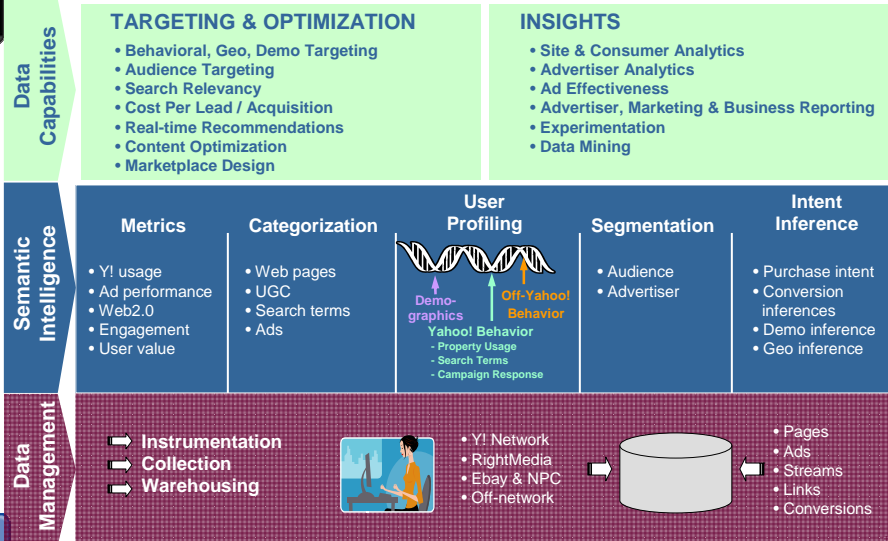 Data
Capabilities
TARGETING & OPTIMIZATION
• Behavioral, Geo, Demo Targeting
• Audience Targeting
• Search Relevancy
• Cost Per Lead / Acquisition
• Real-time Recommendations
• Content Optimization
• Marketplace Design
INSIGHTS
• Site & Consumer Analytics
• Advertiser Analytics
• Ad Effectiveness
• Advertiser, Marketing & Business Reporting
• Experimentation
• Data Mining
Semantic
Intelligence
Metrics
• Y! usage
• Ad performance
• Web2.0
• Engagement
• User value
Categorization
• Web pages
• UGC
• Search terms
• Ads
User
Profiling
Demo-
graphics
Off-Yahoo!
Behavior
Yahoo! Behavior
- Property Usage
- Search Terms
- Campaign Response
Segmentation
• Audience
• Advertiser
Intent
Inference
• Purchase intent
• Conversion
inferences
• Demo inference
• Geo inference
Data
Management
Instrumentation
Collection
Warehousing
• Y! Network
• RightMedia
• Ebay & NPC
• Off-network
• Pages
• Ads
• Streams
• Links
• Conversions